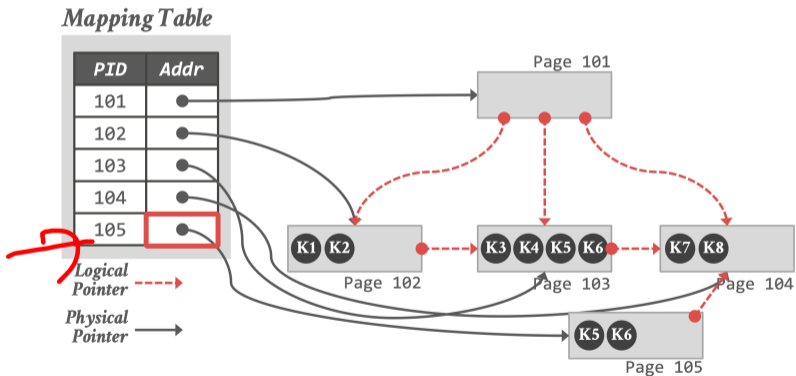 Mapping Table
PID Addr
101
102
103
104
105
Page 101
K1 K2
Page 102
K3 K4 K5 K6
Page 103
K7 K8
Page 104
K5 K6
Page 105
Logical
Pointer
Physical
Pointer